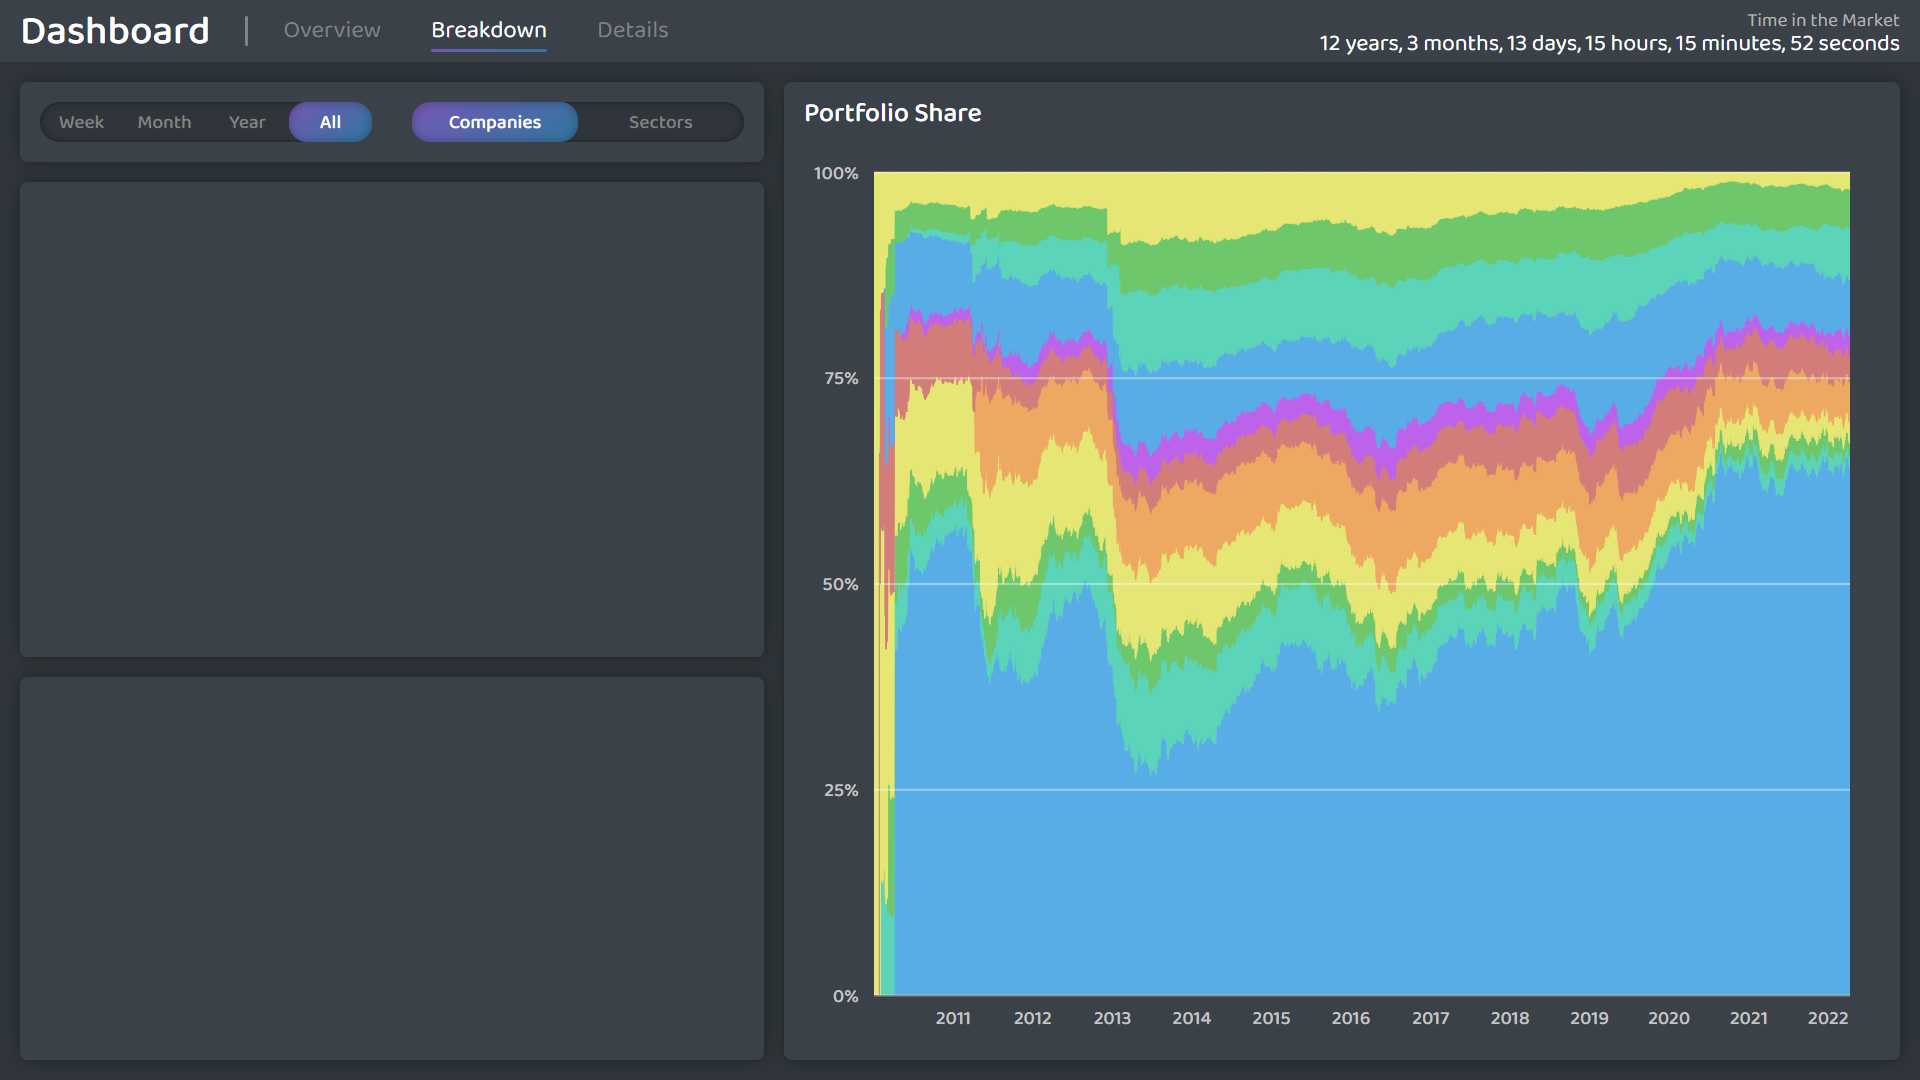 Dashboard | Overview Breakdown Details
Time in the Market
12 years, 3 months, 13 days, 15 hours, 15 minutes, 52 seconds
Week Month Year All Companies Sectors
Portfolio Share
100%
75%
50%
25%
0%
2011 2012 2013 2014 2015 2016 2017 2018 2019 2020 2021 2022